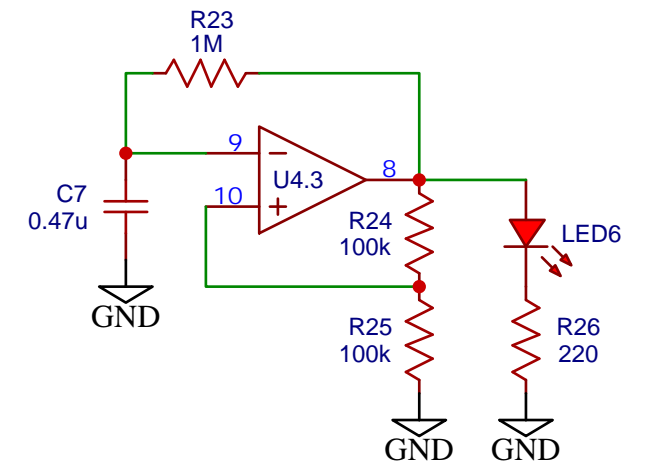 R23
1M
9
8
U4.3
10
C7
0.47u
R24
100k
LED6
GND
R25
100k
R26
220
GND
GND